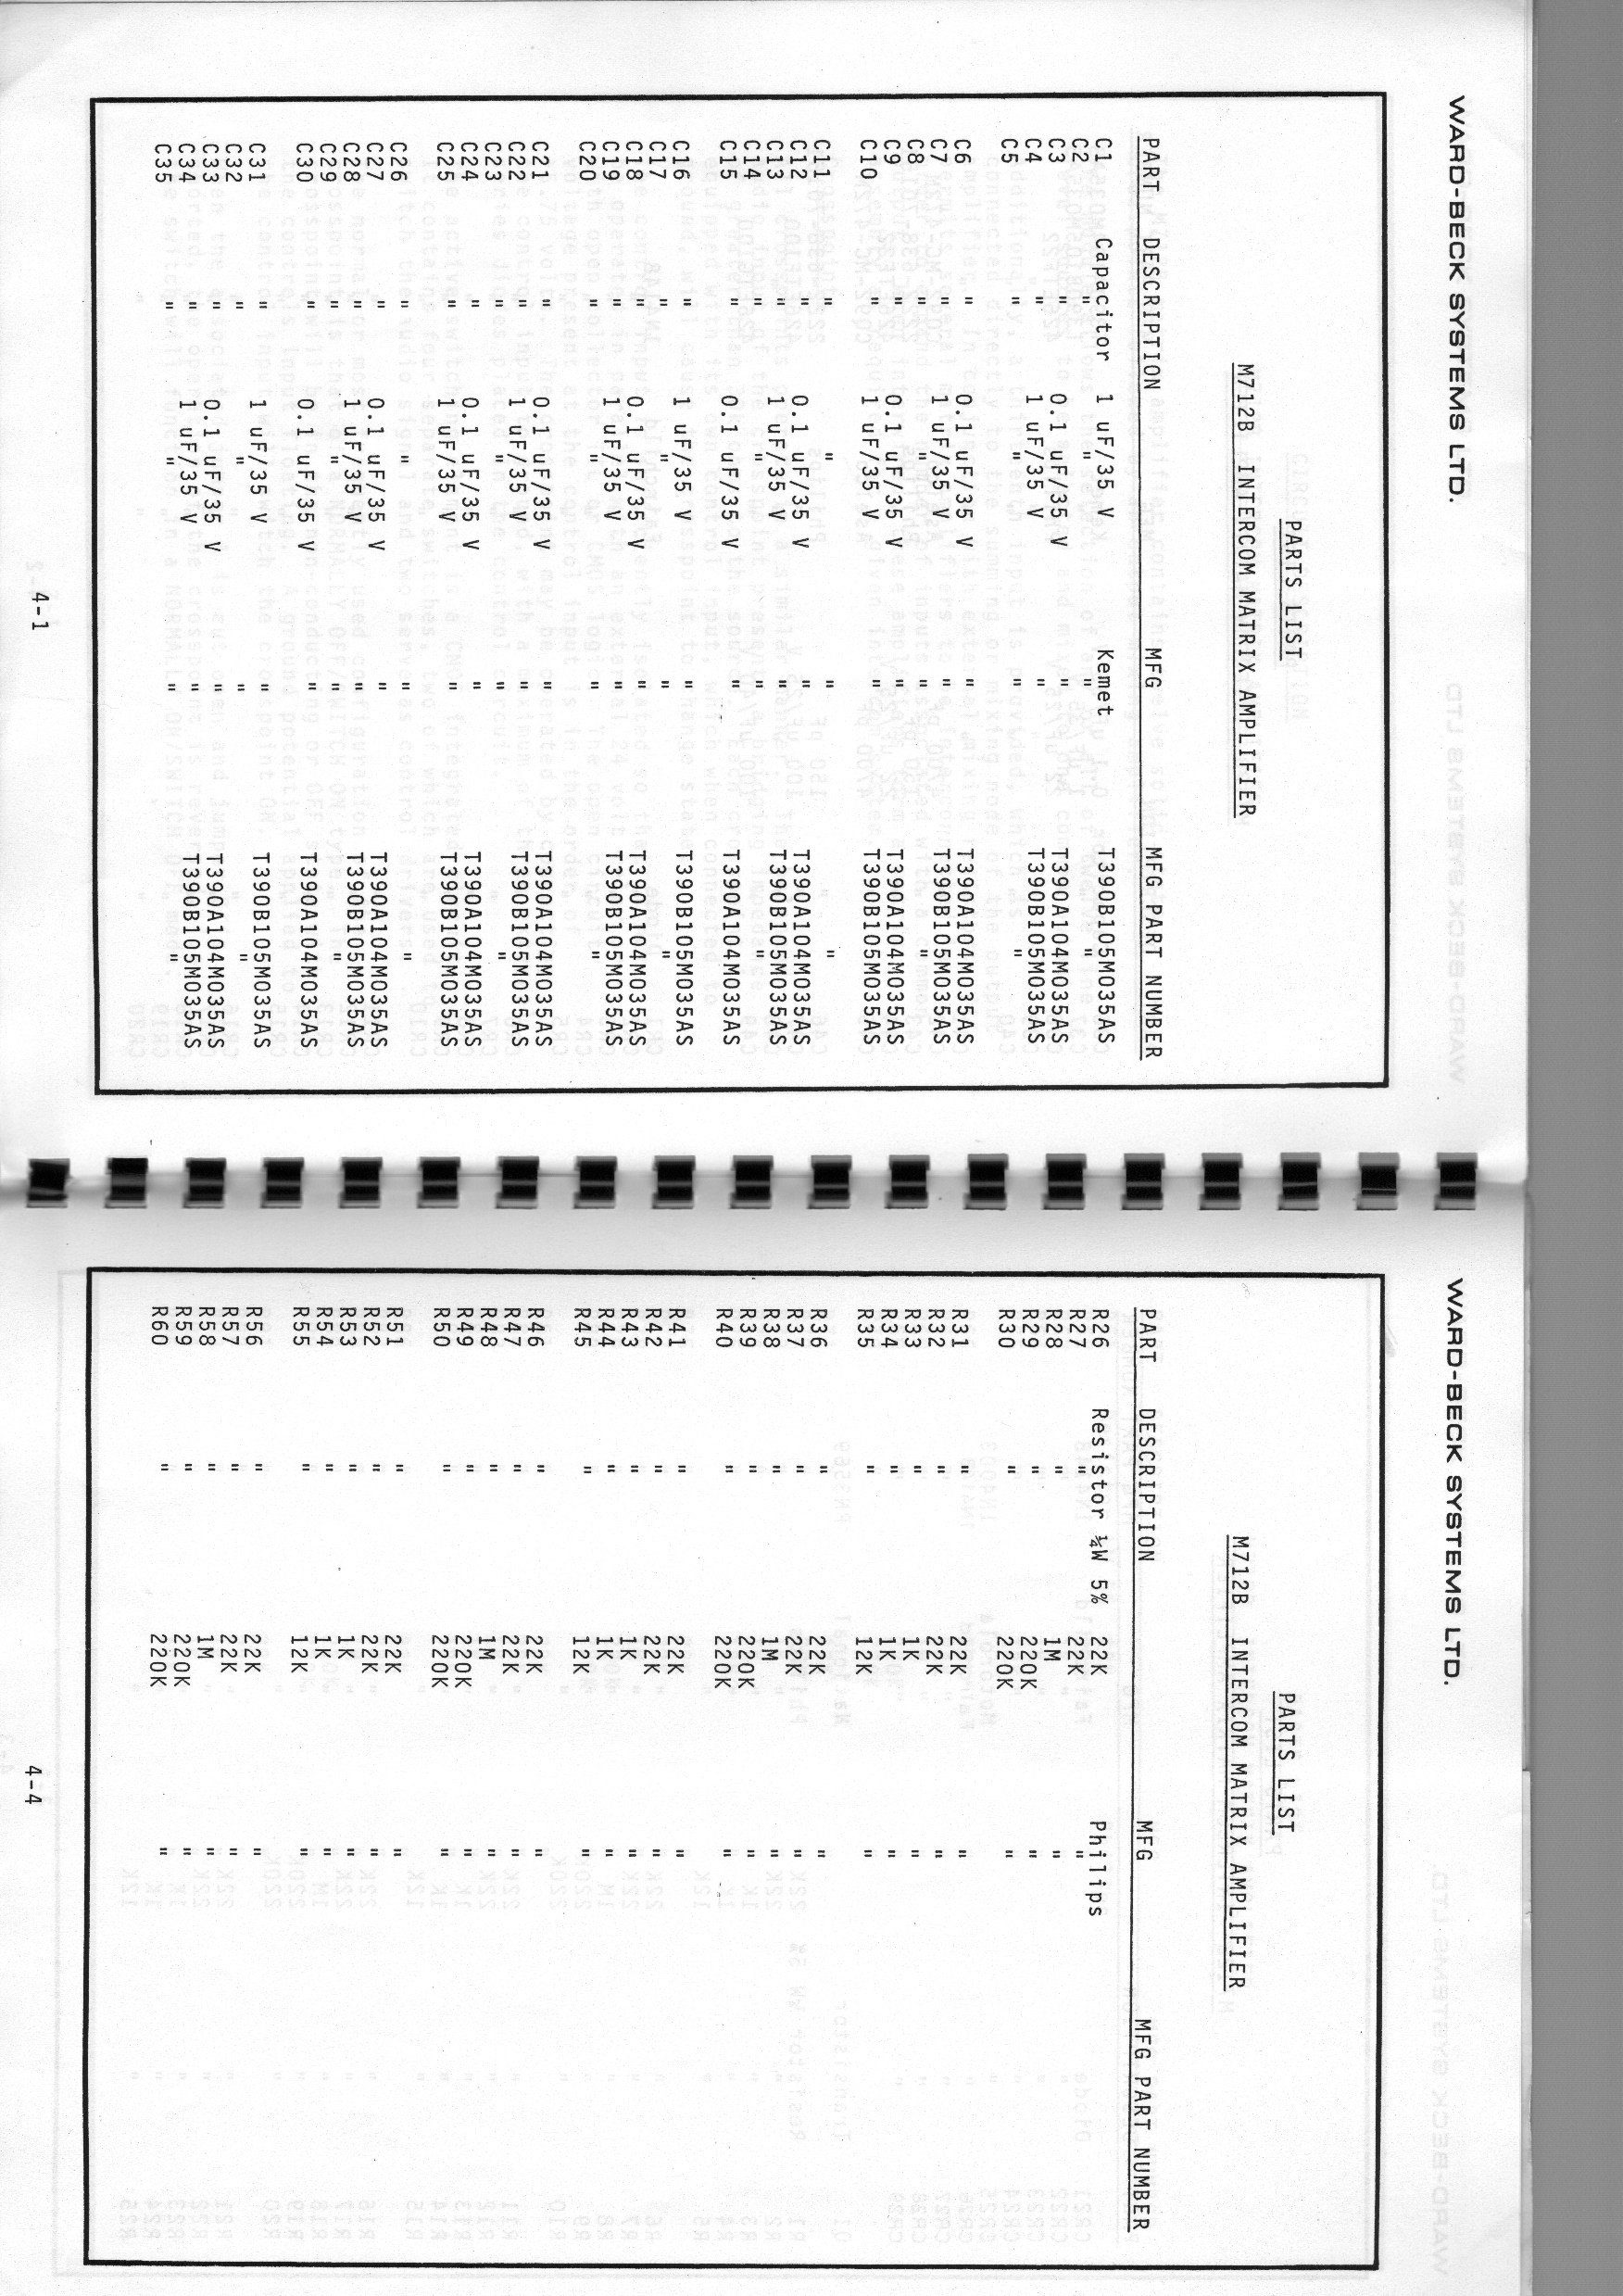 WARD-BECK SYSTEMS LTD.
PARTS LIST
M712B INTERCOM MATRIX AMPLIFIER
PART DESCRIPTION MFG MFG PART NUMBER
C1 Capacitor 1 uF/35 V Kemet T390B105M035AS
C2 " " " "
C3 " 0.1 uF/35 V " T390A104M035AS
C4 " 1 uF/35 V " T390B105M035AS
C5 " " " "
C6 " 0.1 uF/35 V " T390A104M035AS
C7 " 1 uF/35 V " T390B105M035AS
C8 " " " "
C9 " 0.1 uF/35 V " T390A104M035AS
C10 " 1 uF/35 V " T390B105M035AS
C11 " " " "
C12 " 0.1 uF/35 V " T390A104M035AS
C13 " 1 uF/35 V " T390B105M035AS
C14 " " " "
C15 " 0.1 uF/35 V " T390A104M035AS
C16 " 1 uF/35 V " T390B105M035AS
C17 " " " "
C18 " 0.1 uF/35 V " T390A104M035AS
C19 " 1 uF/35 V " T390B105M035AS
C20 " " " "
C21 " 0.1 uF/35 V " T390A104M035AS
C22 " 1 uF/35 V " T390B105M035AS
C23 " " " "
C24 " 0.1 uF/35 V " T390A104M035AS
C25 " 1 uF/35 V " T390B105M035AS
C26 " " " "
C27 " 0.1 uF/35 V " T390A104M035AS
C28 " 1 uF/35 V " T390B105M035AS
C29 " " " "
C30 " 0.1 uF/35 V " T390A104M035AS
C31 " 1 uF/35 V " T390B105M035AS
C32 " " " "
C33 " 0.1 uF/35 V " T390A104M035AS
C34 " 1 uF/35 V " T390B105M035AS
C35 " " " "
4-1
WARD-BECK SYSTEMS LTD.
PARTS LIST
M712B INTERCOM MATRIX AMPLIFIER
PART DESCRIPTION MFG MFG PART NUMBER
R26 Resistor ¼W 5% 22K Philips
R27 " 22K "
R28 " 1M "
R29 " 220K "
R30 " 220K "
R31 " 22K "
R32 " 22K "
R33 " 1K "
R34 " 1K "
R35 " 12K "
R36 " 22K "
R37 " 22K "
R38 " 1M "
R39 " 220K "
R40 " 220K "
R41 " 22K "
R42 " 22K "
R43 " 1K "
R44 " 1K "
R45 " 12K "
R46 " 22K "
R47 " 22K "
R48 " 1M "
R49 " 220K "
R50 " 220K "
R51 " 22K "
R52 " 22K "
R53 " 1K "
R54 " 1K "
R55 " 12K "
R56 " 22K "
R57 " 22K "
R58 " 1M "
R59 " 220K "
R60 " 220K "
4-4